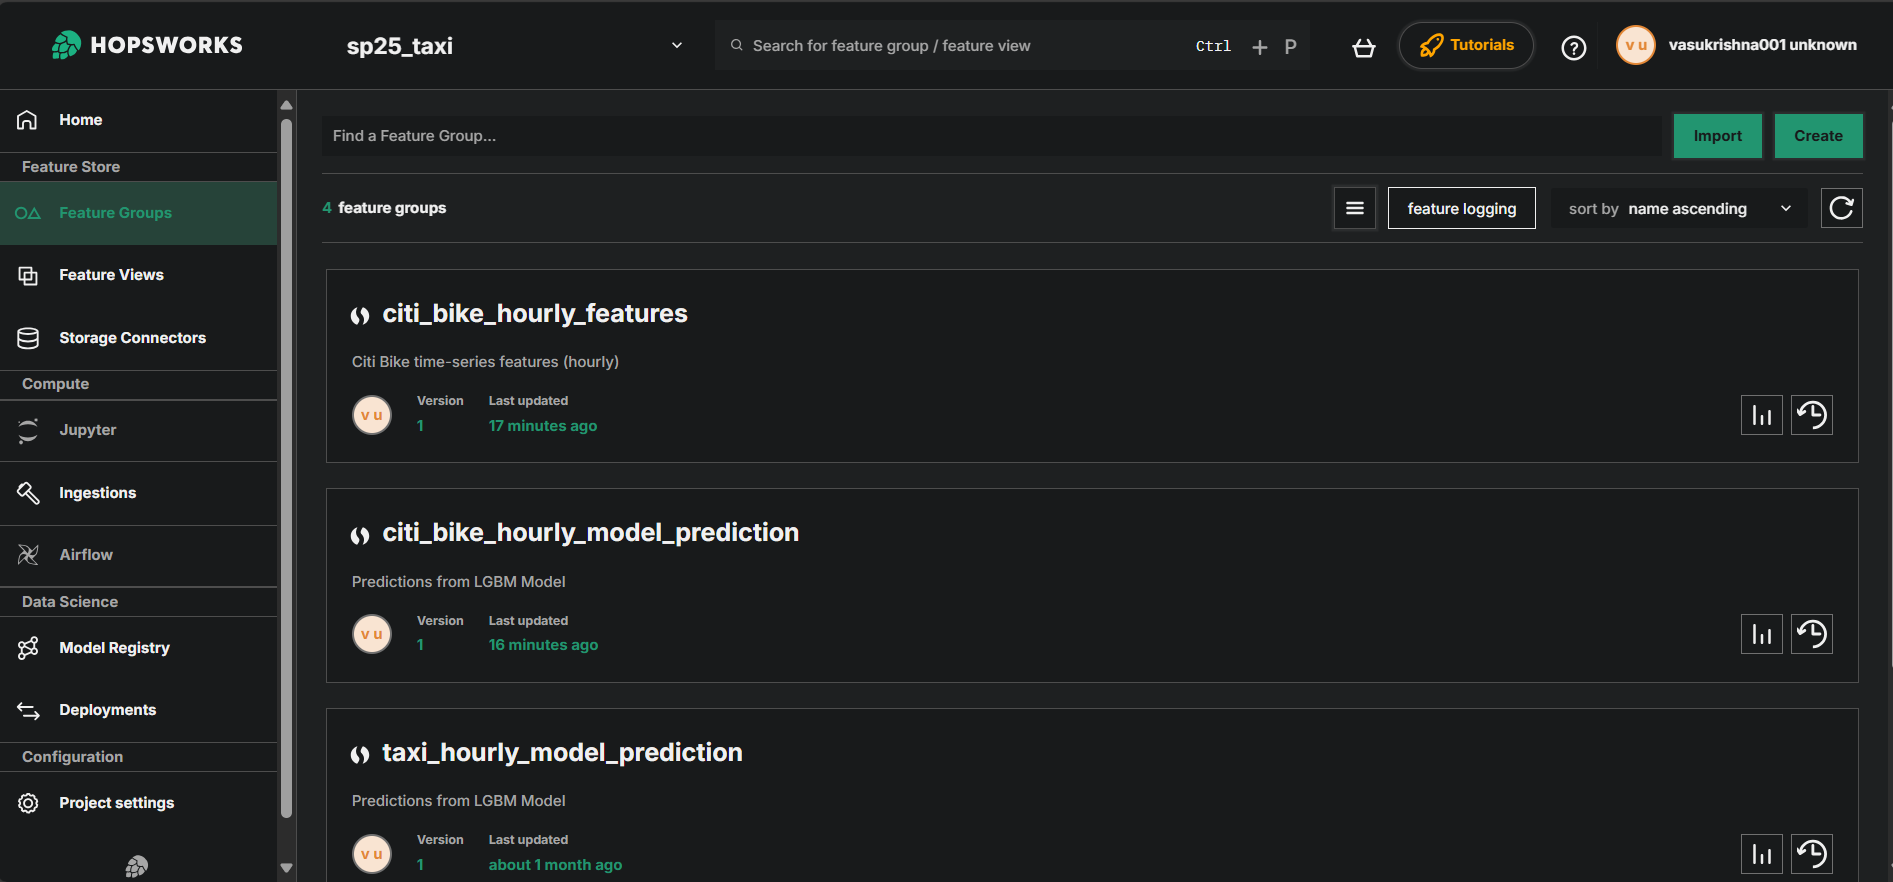 HOPSWORKS
sp25_taxi
Search for feature group / feature view
Ctrl + P
Tutorials
?
v u
vasukrishna001 unknown
Home
Feature Store
Feature Groups
Feature Views
Storage Connectors
Compute
Jupyter
Ingestions
Airflow
Data Science
Model Registry
Deployments
Configuration
Project settings
Find a Feature Group...
Import
Create
4 feature groups
feature logging
sort by name ascending
citi_bike_hourly_features
Citi Bike time-series features (hourly)
v u
Version
1
Last updated
17 minutes ago
citi_bike_hourly_model_prediction
Predictions from LGBM Model
v u
Version
1
Last updated
16 minutes ago
taxi_hourly_model_prediction
Predictions from LGBM Model
v u
Version
1
Last updated
about 1 month ago